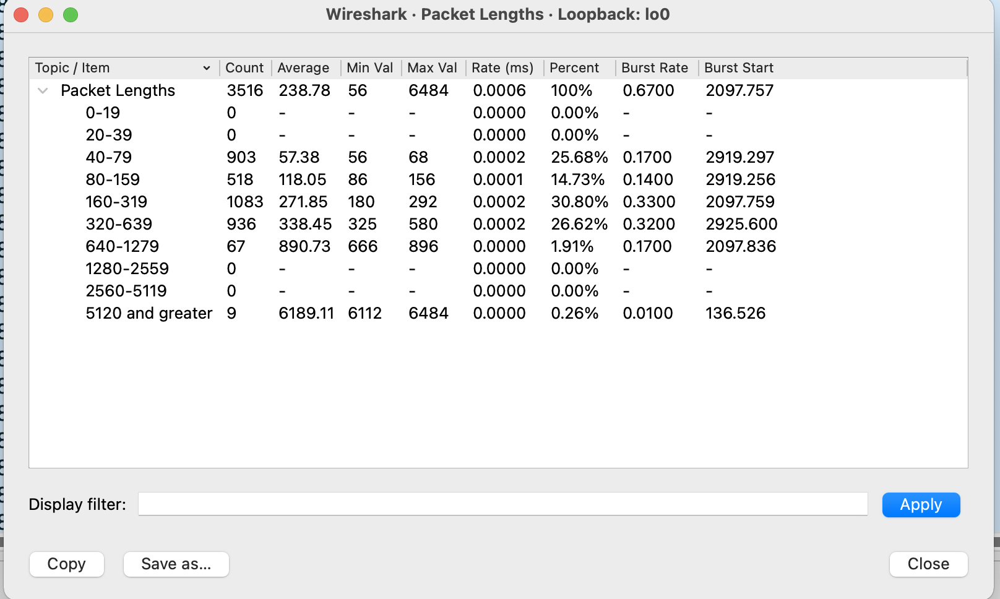 Wireshark · Packet Lengths · Loopback: lo0
Topic / Item Count Average Min Val Max Val Rate (ms) Percent Burst Rate Burst Start
Packet Lengths 3516 238.78 56 6484 0.0006 100% 0.6700 2097.757
0-19 0 - - - 0.0000 0.00% - -
20-39 0 - - - 0.0000 0.00% - -
40-79 903 57.38 56 68 0.0002 25.68% 0.1700 2919.297
80-159 518 118.05 86 156 0.0001 14.73% 0.1400 2919.256
160-319 1083 271.85 180 292 0.0002 30.80% 0.3300 2097.759
320-639 936 338.45 325 580 0.0002 26.62% 0.3200 2925.600
640-1279 67 890.73 666 896 0.0000 1.91% 0.1700 2097.836
1280-2559 0 - - - 0.0000 0.00% - -
2560-5119 0 - - - 0.0000 0.00% - -
5120 and greater 9 6189.11 6112 6484 0.0000 0.26% 0.0100 136.526
Display filter:
Apply
Copy Save as... Close